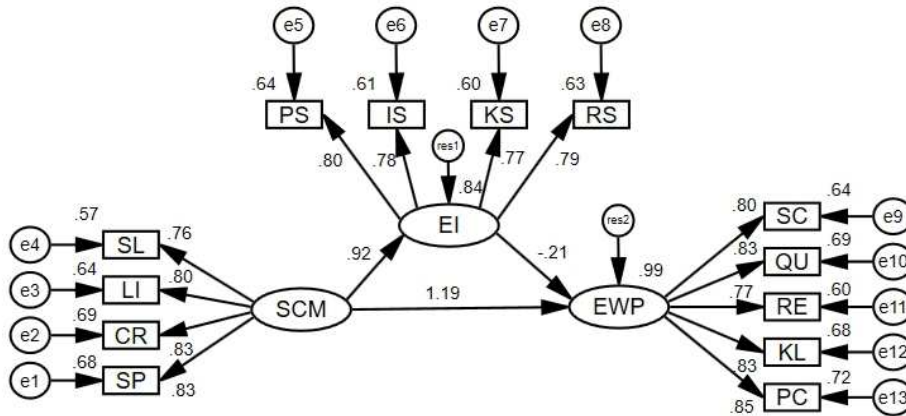 e5 e6 e7 e8
.64 .61 .60 .63
PS IS KS RS
.80 .78 res1 .77 .79
.84
EI
e4 .57 SL .76
e3 .64 LI .80
e2 .69 CR .83
e1 .68 SP .83
SCM
.92
-.21
1.19
res2
.99
EWP
.80 SC .64 e9
.83 QU .69 e10
.77 RE .60 e11
.83 KL .68 e12
.85 PC .72 e13